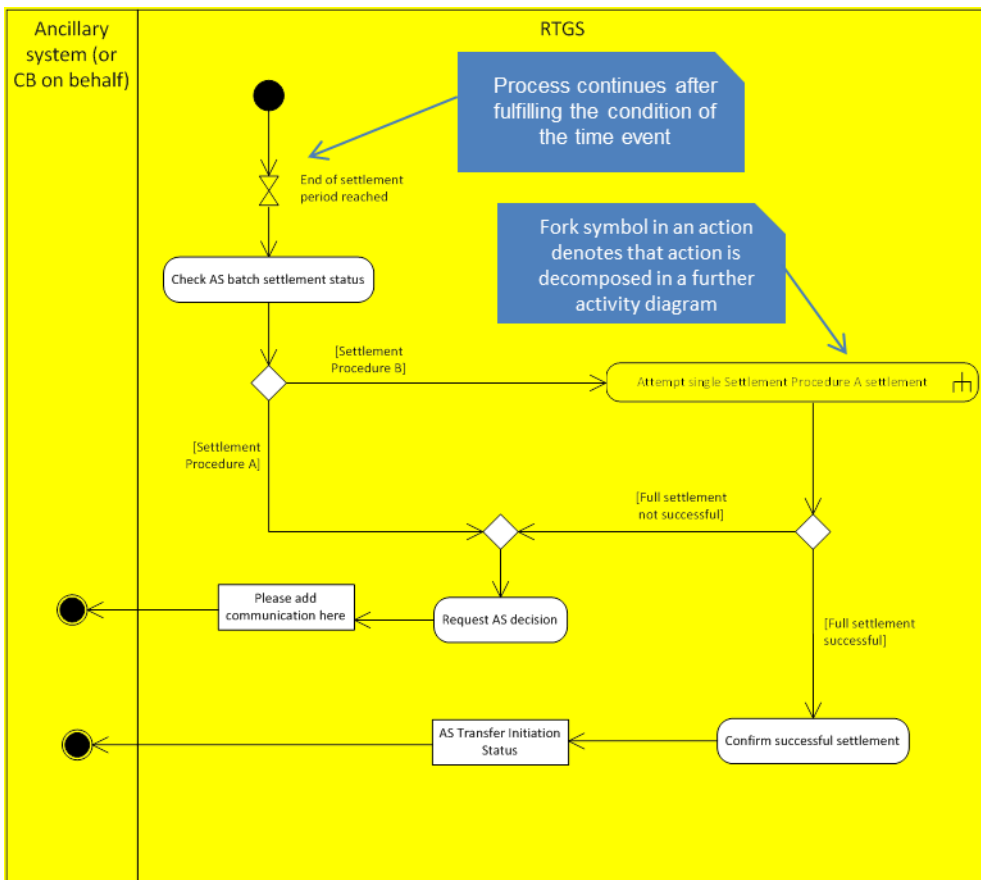 Ancillary
system (or
CB on behalf)
RTGS
Process continues after
fulfilling the condition of
the time event
End of settlement
period reached
Fork symbol in an action
denotes that action is
decomposed in a further
activity diagram
Check AS batch settlement status
[Settlement
Procedure B]
Attempt single Settlement Procedure A settlement
[Settlement
Procedure A]
[Full settlement
not successful]
Please add
communication here
Request AS decision
[Full settlement
successful]
AS Transfer Initiation
Status
Confirm successful settlement